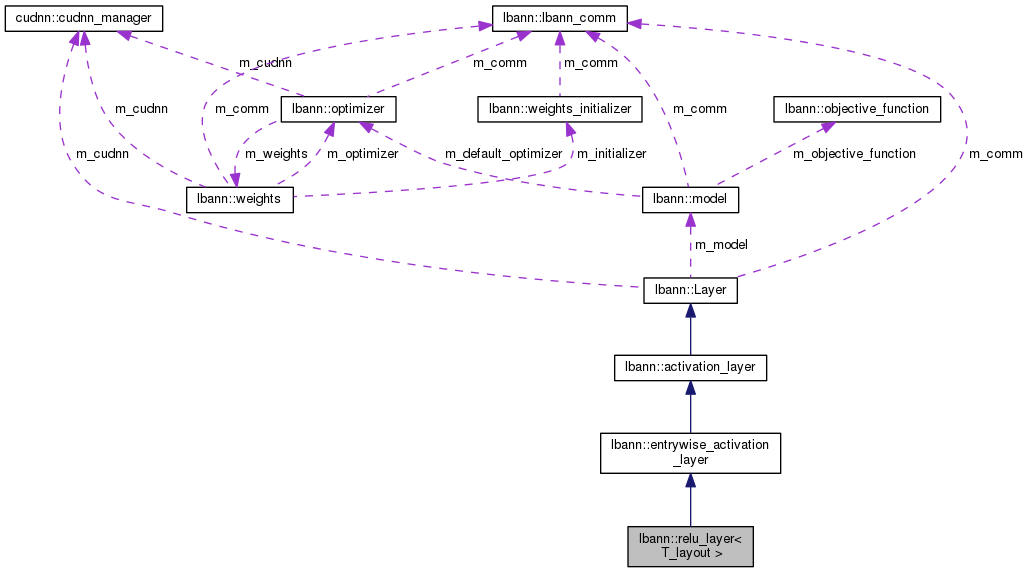 cudnn::cudnn_manager
lbann::lbann_comm
m_cudnn
m_comm
m_comm
m_cudnn
m_comm
lbann::optimizer
lbann::weights_initializer
m_comm
lbann::objective_function
m_cudnn
m_weights
m_optimizer
m_default_optimizer
m_initializer
m_objective_function
m_comm
lbann::weights
lbann::model
m_model
lbann::Layer
lbann::activation_layer
lbann::entrywise_activation
_layer
lbann::relu_layer<
T_layout >